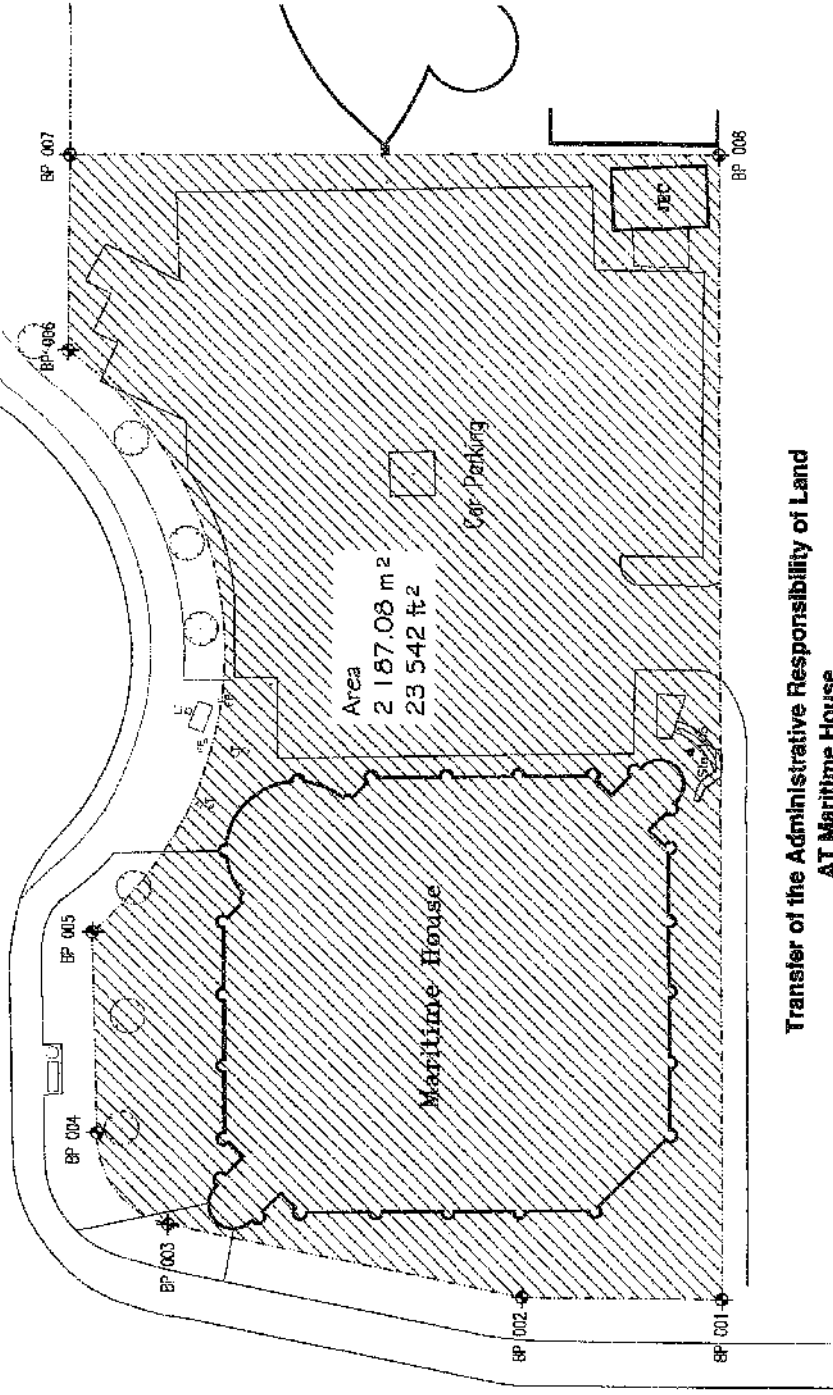 BP 007
BP 006
BP 005
BP 004
BP 003
BP 002
BP 001
BP 008
JEC
Car Parking
Area
2 187.08 m²
23 542 ft²
Maritime House
Transfer of the Administrative Responsibility of Land
AT Maritime House